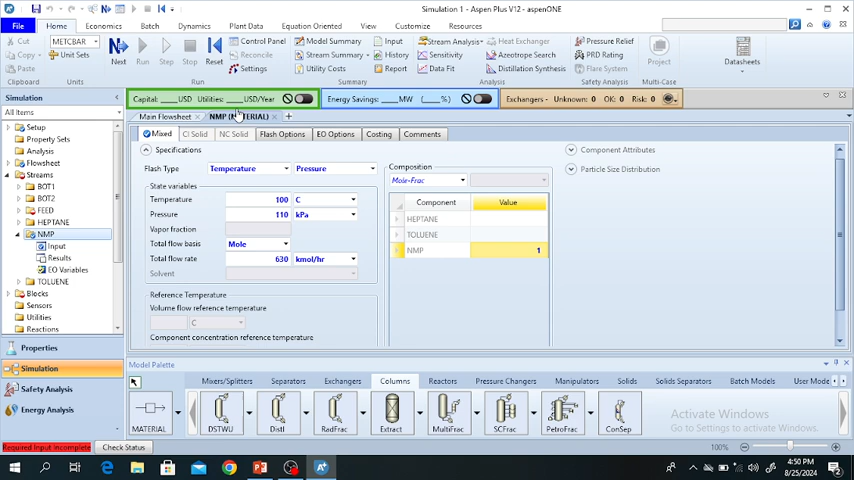 Simulation 1 - Aspen Plus V12 - aspenONE
File Home Economics Batch Dynamics Plant Data Equation Oriented View Customize Resources
Cut METCBAR Control Panel Model Summary Input Stream Analysis Heat Exchanger Pressure Relief
Copy Unit Sets Next Run Step Stop Reset Reconcile Stream Summary History Sensitivity Azeotrope Search PRD Rating Project Datasheets
Paste Settings Utility Costs Report Data Fit Distillation Synthesis Flare System
Clipboard Units Run Summary Analysis Safety Analysis Multi-Case
Simulation Capital: ____USD Utilities: ____USD/Year Energy Savings: ____MW (____%) Exchangers - Unknown: 0 OK: 0 Risk: 0
All Items Main Flowsheet NMP (MATERIAL)
Setup
Property Sets
Analysis
Flowsheet
Streams
BOT1
BOT2
FEED
HEPTANE
NMP
Input
Results
EO Variables
TOLUENE
Blocks
Sensors
Utilities
Reactions
Properties
Simulation
Safety Analysis
Energy Analysis
Mixed CI Solid NC Solid Flash Options EO Options Costing Comments
Specifications
Flash Type Temperature Pressure
State variables
Temperature 100 C
Pressure 110 kPa
Vapor fraction
Total flow basis Mole
Total flow rate 630 kmol/hr
Solvent
Reference Temperature
Volume flow reference temperature
C
Component concentration reference temperature
Composition
Mole-Frac
Component Value
HEPTANE
TOLUENE
NMP 1
Component Attributes
Particle Size Distribution
Model Palette
Mixers/Splitters Separators Exchangers Columns Reactors Pressure Changers Manipulators Solids Solids Separators Batch Models User Mode
MATERIAL DSTWU Distl RadFrac Extract MultiFrac SCFrac PetroFrac ConSep
Activate Windows
Go to Settings to activate Windows.
Required Input Incomplete Check Status 100%
4:50 PM
8/25/2024
2